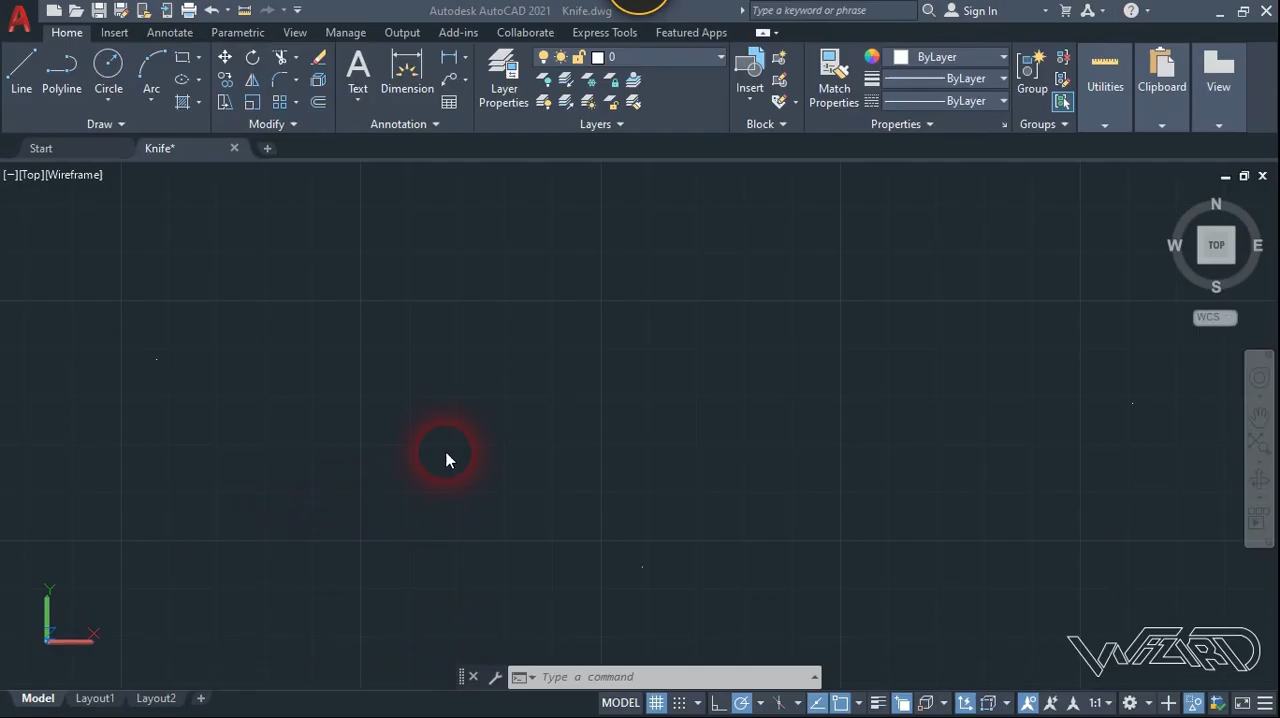 Autodesk AutoCAD 2021 Knife.dwg
Type a keyword or phrase
Sign In
Home Insert Annotate Parametric View Manage Output Add-ins Collaborate Express Tools Featured Apps
Line Polyline Circle Arc
Text Dimension
Layer Properties
0
Insert
Match Properties
ByLayer
ByLayer
ByLayer
Group
Utilities Clipboard View
Draw Modify Annotation Layers Block Properties Groups
Start Knife* +
[−][Top][Wireframe]
N
W TOP E
S
WCS
Y
X
WIZARD
Type a command
Model Layout1 Layout2 +
MODEL 1:1